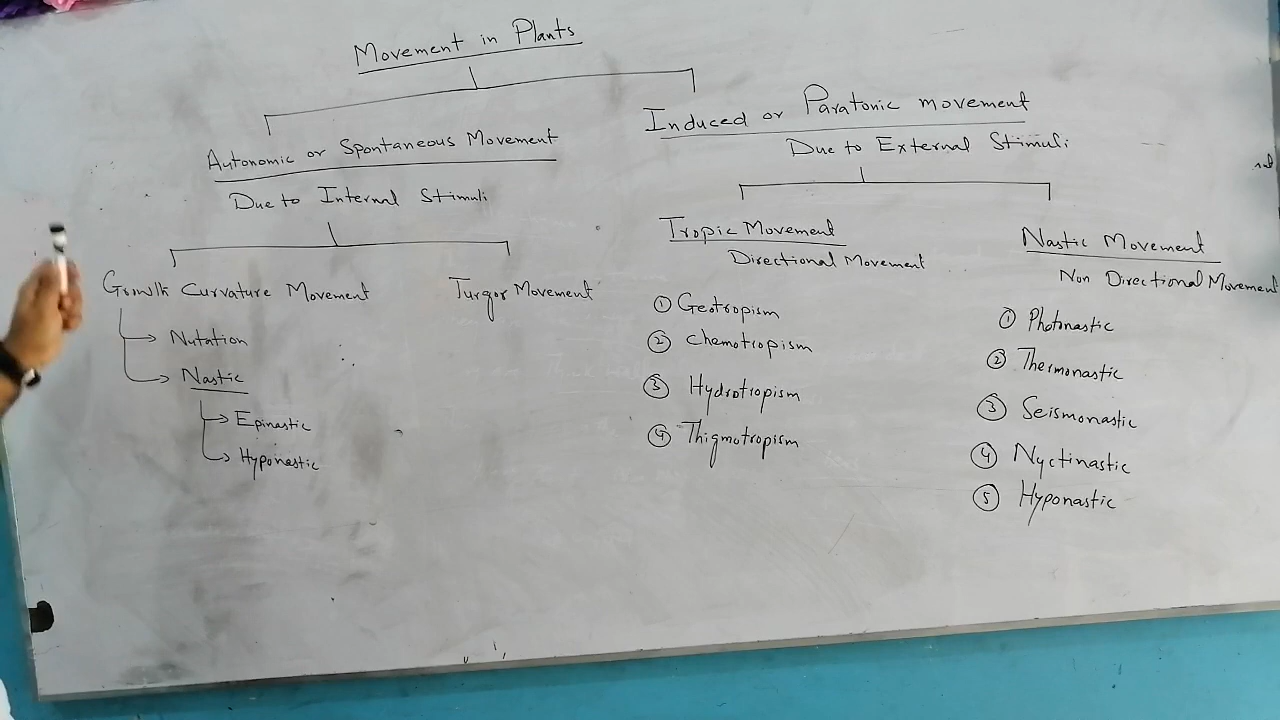 Movement in Plants
Autonomic or Spontaneous Movement
Due to Internal Stimuli
Growth Curvature Movement
Nutation
Nastic
Epinastic
Hyponastic
Turgor Movement
Induced or Paratonic movement
Due to External Stimuli
Tropic Movement
Directional Movement
① Geotropism
② Chemotropism
③ Hydrotropism
④ Thigmotropism
Nastic Movement
Non Directional Movement
① Photonastic
② Thermonastic
③ Seismonastic
④ Nyctinastic
⑤ Hyponastic